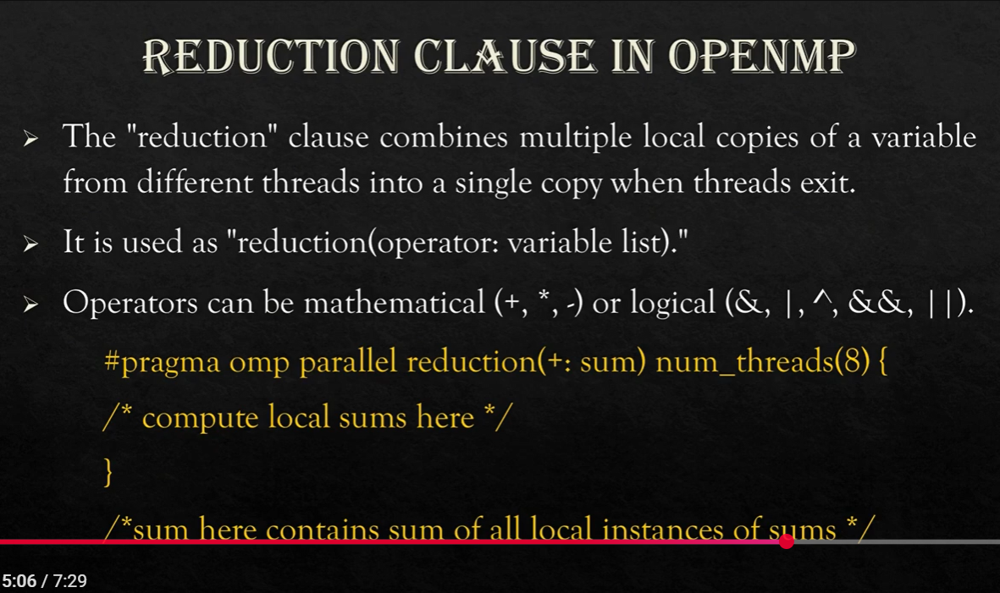 REDUCTION CLAUSE IN OPENMP
➢ The "reduction" clause combines multiple local copies of a variable
from different threads into a single copy when threads exit.
➢ It is used as "reduction(operator: variable list)."
➢ Operators can be mathematical (+, *, -) or logical (&, |, ^, &&, ||).
#pragma omp parallel reduction(+: sum) num_threads(8) {
/* compute local sums here */
}
/*sum here contains sum of all local instances of sums */
5:06 / 7:29